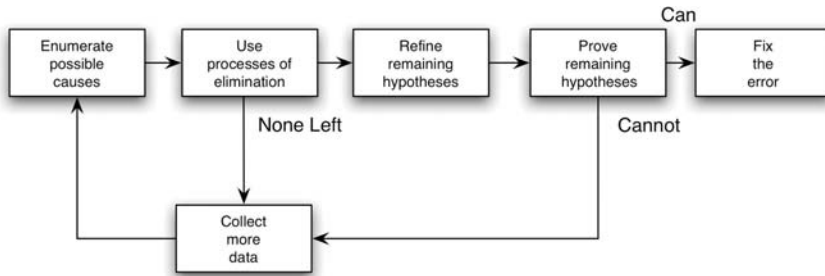 Enumerate
possible
causes
Use
processes of
elimination
Refine
remaining
hypotheses
Prove
remaining
hypotheses
Can
Fix
the
error
None Left
Cannot
Collect
more
data